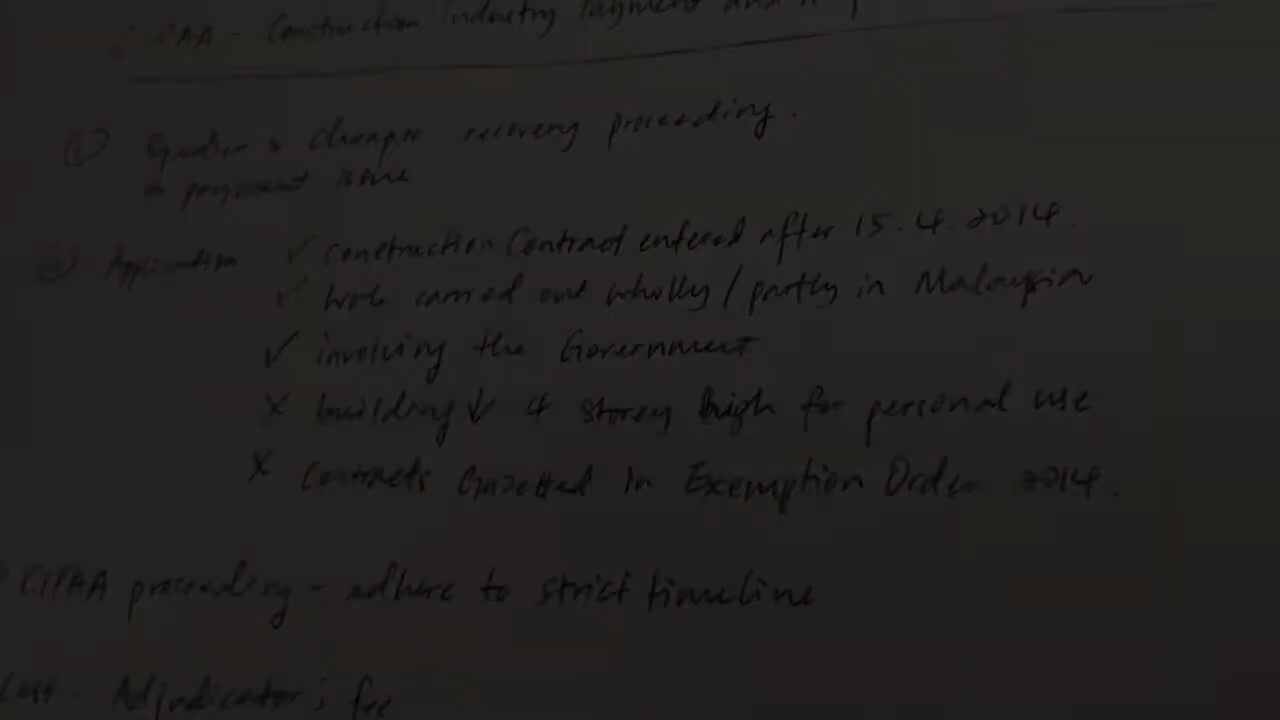 CIPAA - Construction Industry Payment and
(1) Speedier & cheaper recovery proceeding.
payment issue
Application ✓ Construction Contract entered after 15.4.2014.
✓ Work carried out wholly/partly in Malaysia
✓ involving the Government
X building ↓ 4 storey high for personal use
X Contracts Gazetted in Exemption Order 2014.
CIPAA proceeding - adhere to strict timeline
Cost - Adjudicator's fee